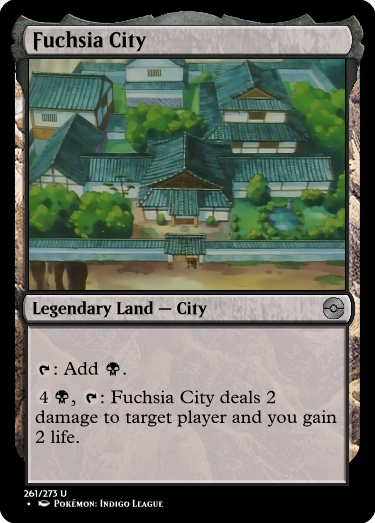 Fuchsia City
Legendary Land — City
: Add .
4 , : Fuchsia City deals 2
damage to target player and you gain
2 life.
261/273 U
• Pokémon: Indigo League